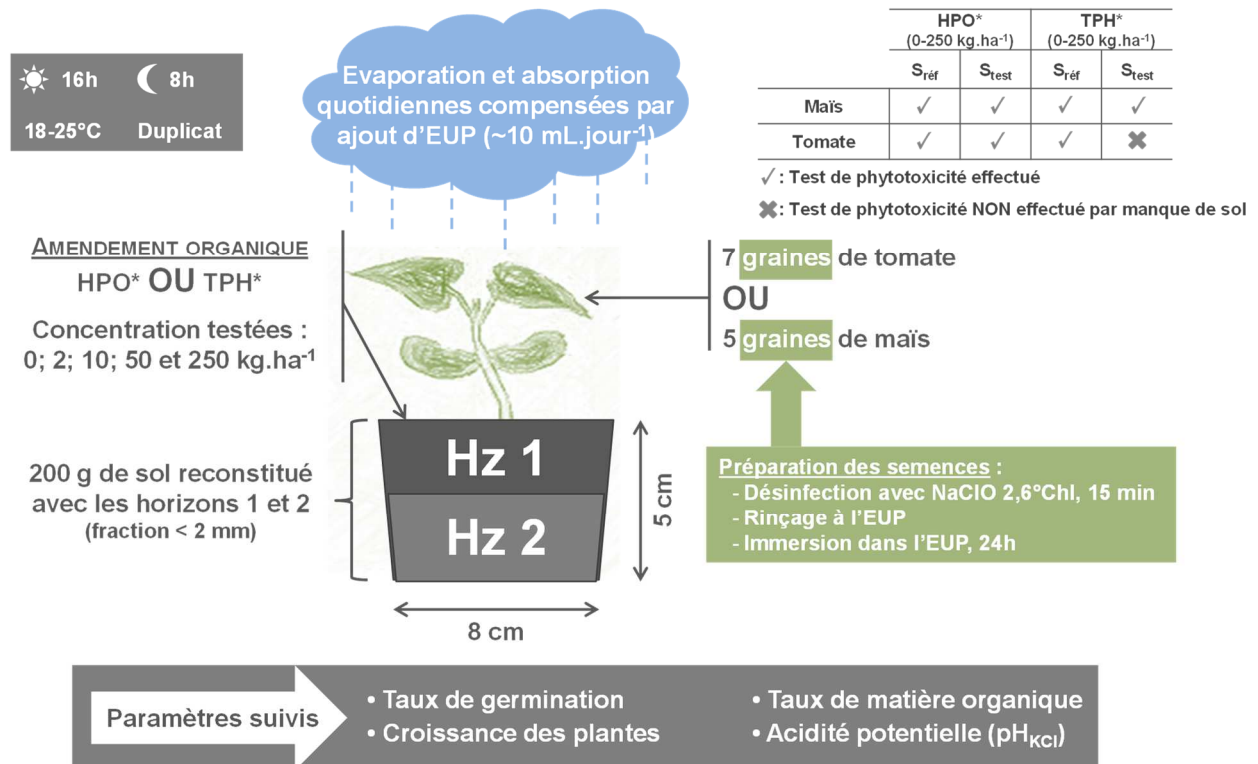 16h 8h
18-25°C Duplicat
Evaporation et absorption
quotidiennes compensées par
ajout d'EUP (~10 mL.jour-1)
HPO* TPH*
(0-250 kg.ha-1) (0-250 kg.ha-1)
Sréf Stest Sréf Stest
Maïs ✓ ✓ ✓ ✓
Tomate ✓ ✓ ✓ ✖
✓: Test de phytotoxicité effectué
✖: Test de phytotoxicité NON effectué par manque de sol
AMENDEMENT ORGANIQUE
HPO* OU TPH*
Concentration testées :
0; 2; 10; 50 et 250 kg.ha-1
7 graines de tomate
OU
5 graines de maïs
200 g de sol reconstitué
avec les horizons 1 et 2
(fraction < 2 mm)
Hz 1
Hz 2
5 cm
8 cm
Préparation des semences :
- Désinfection avec NaClO 2,6°Chl, 15 min
- Rinçage à l'EUP
- Immersion dans l'EUP, 24h
Paramètres suivis
• Taux de germination
• Croissance des plantes
• Taux de matière organique
• Acidité potentielle (pHKCl)